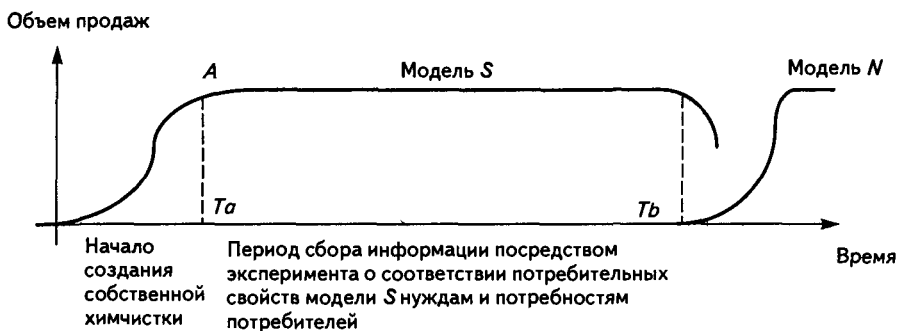 Объем продаж
A
Модель S
Модель N
Ta
Tb
Время
Начало
создания
собственной
химчистки
Период сбора информации посредством
эксперимента о соответствии потребительных
свойств модели S нуждам и потребностям
потребителей